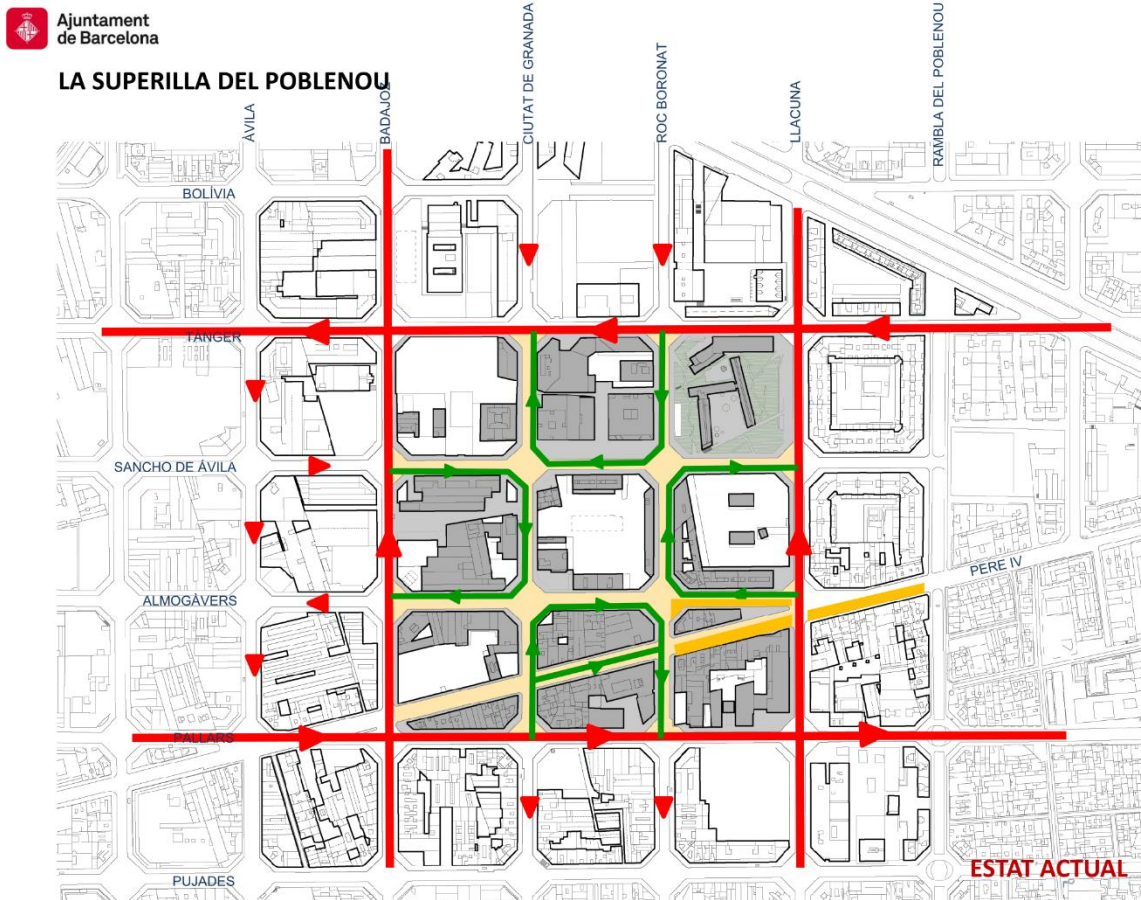 Ajuntament
de Barcelona
LA SUPERILLA DEL POBLENOU
ÀVILA
BADAJOZ
CIUTAT DE GRANADA
ROC BORONAT
LLACUNA
RAMBLA DEL POBLENOU
BOLÍVIA
TÀNGER
SANCHO DE ÁVILA
PERE IV
ALMOGÀVERS
PALLARS
PUJADES
ESTAT ACTUAL